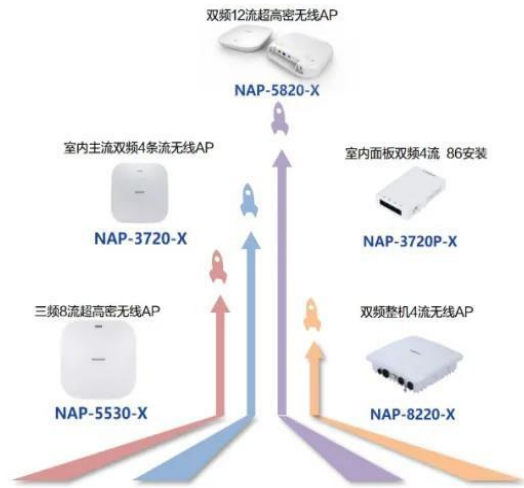 双频12流超高密无线AP
NAP-5820-X
室内主流双频4条流无线AP
NAP-3720-X
室内面板双频4流 86安装
NAP-3720P-X
三频8流超高密无线AP
NAP-5530-X
双频整机4流无线AP
NAP-8220-X